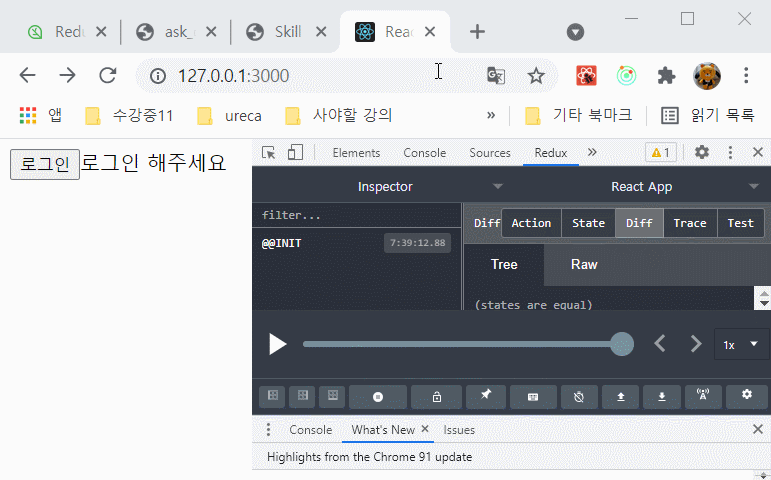 Redu ask_ Skill Reac
127.0.0.1:3000
앱 수강중11 ureca 사야할 강의 » 기타 북마크 읽기 목록
로그인 로그인 해주세요
Elements Console Sources Redux » 1
Inspector React App
filter... Diff Action State Diff Trace Test
@@INIT 7:39:12.88
Tree Raw
(states are equal)
1x
Console What's New Issues
Highlights from the Chrome 91 update